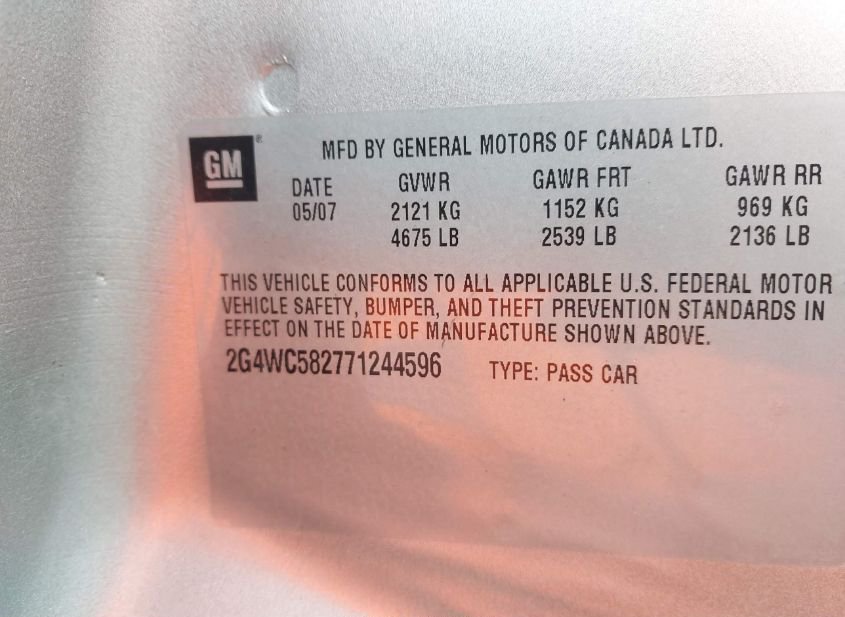 GM ®
MFD BY GENERAL MOTORS OF CANADA LTD.
DATE GVWR GAWR FRT GAWR RR
05/07 2121 KG 1152 KG 969 KG
4675 LB 2539 LB 2136 LB
THIS VEHICLE CONFORMS TO ALL APPLICABLE U.S. FEDERAL MOTOR
VEHICLE SAFETY, BUMPER, AND THEFT PREVENTION STANDARDS IN
EFFECT ON THE DATE OF MANUFACTURE SHOWN ABOVE.
2G4WC582771244596 TYPE: PASS CAR